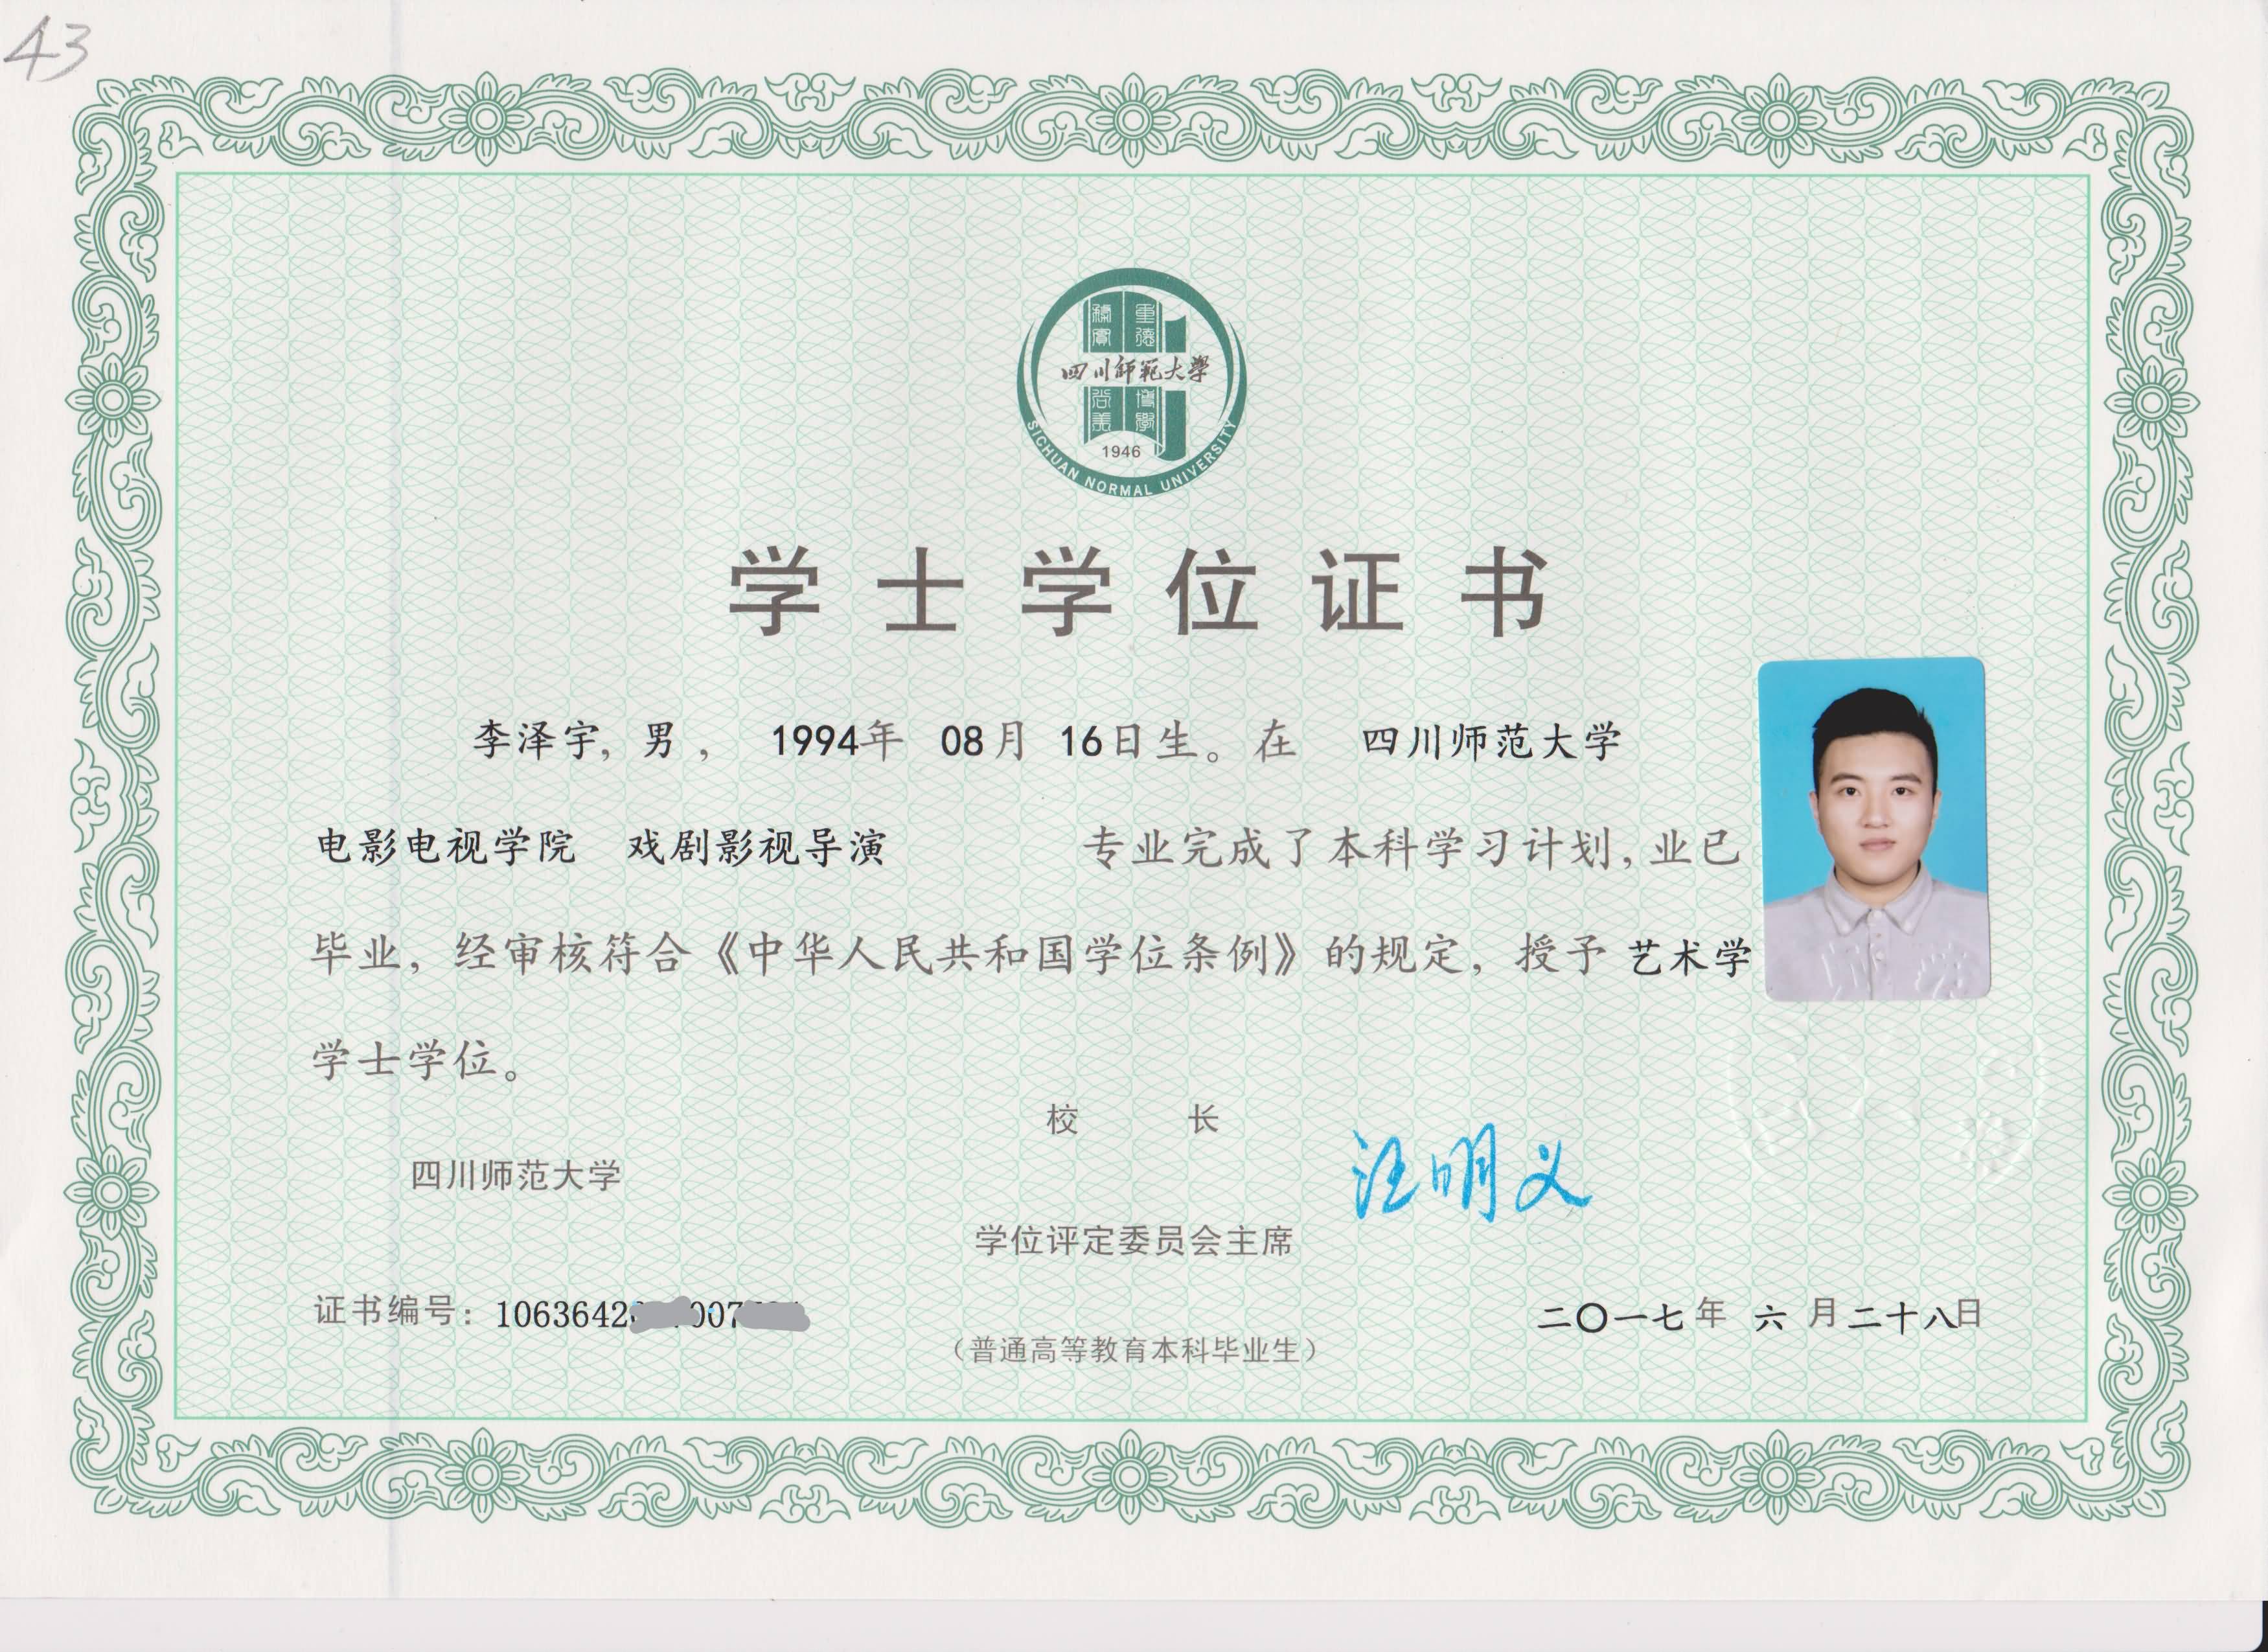 43
重德 博學
務實 尚美
四川師範大學
1946
SICHUAN NORMAL UNIVERSITY
学士学位证书
李泽宇, 男 , 1994年 08月 16日生。在 四川师范大学
电影电视学院 戏剧影视导演 专业完成了本科学习计划, 业已
毕业, 经审核符合《中华人民共和国学位条例》的规定, 授予 艺术学
学士学位。
校 长
汪明义
四川师范大学
学位评定委员会主席
证书编号: 1063642 007
二〇一七年 六 月二十八日
(普通高等教育本科毕业生)